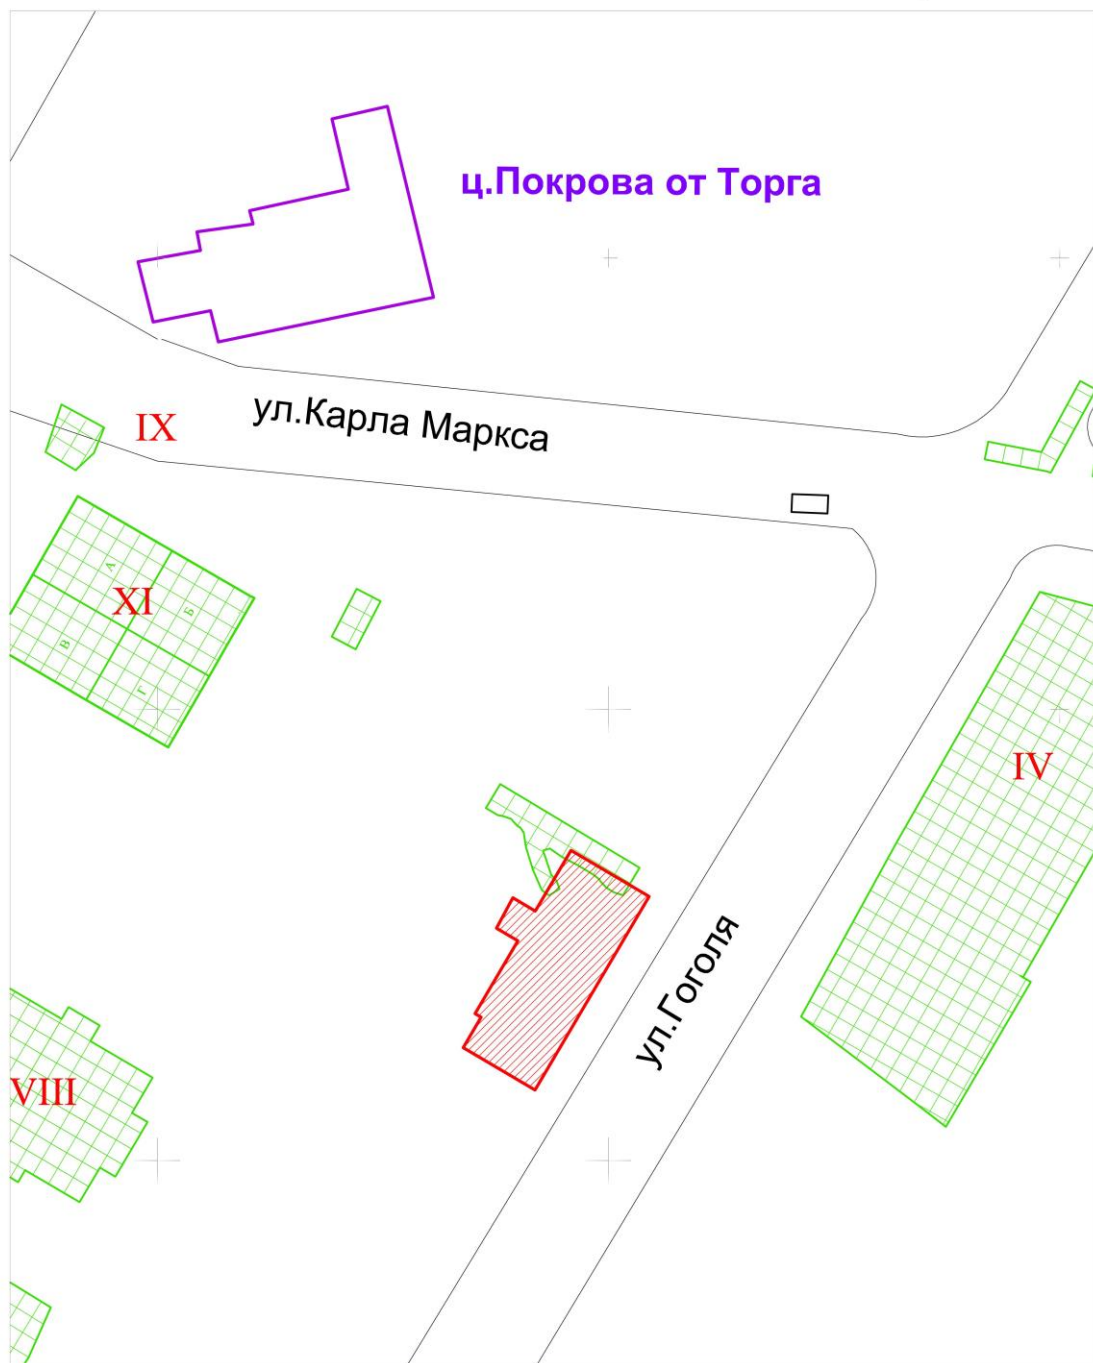 ц.Покрова от Торга
ул.Карла Маркса
IX
XI
А
Б
В
Г
IV
ул.Гоголя
VIII